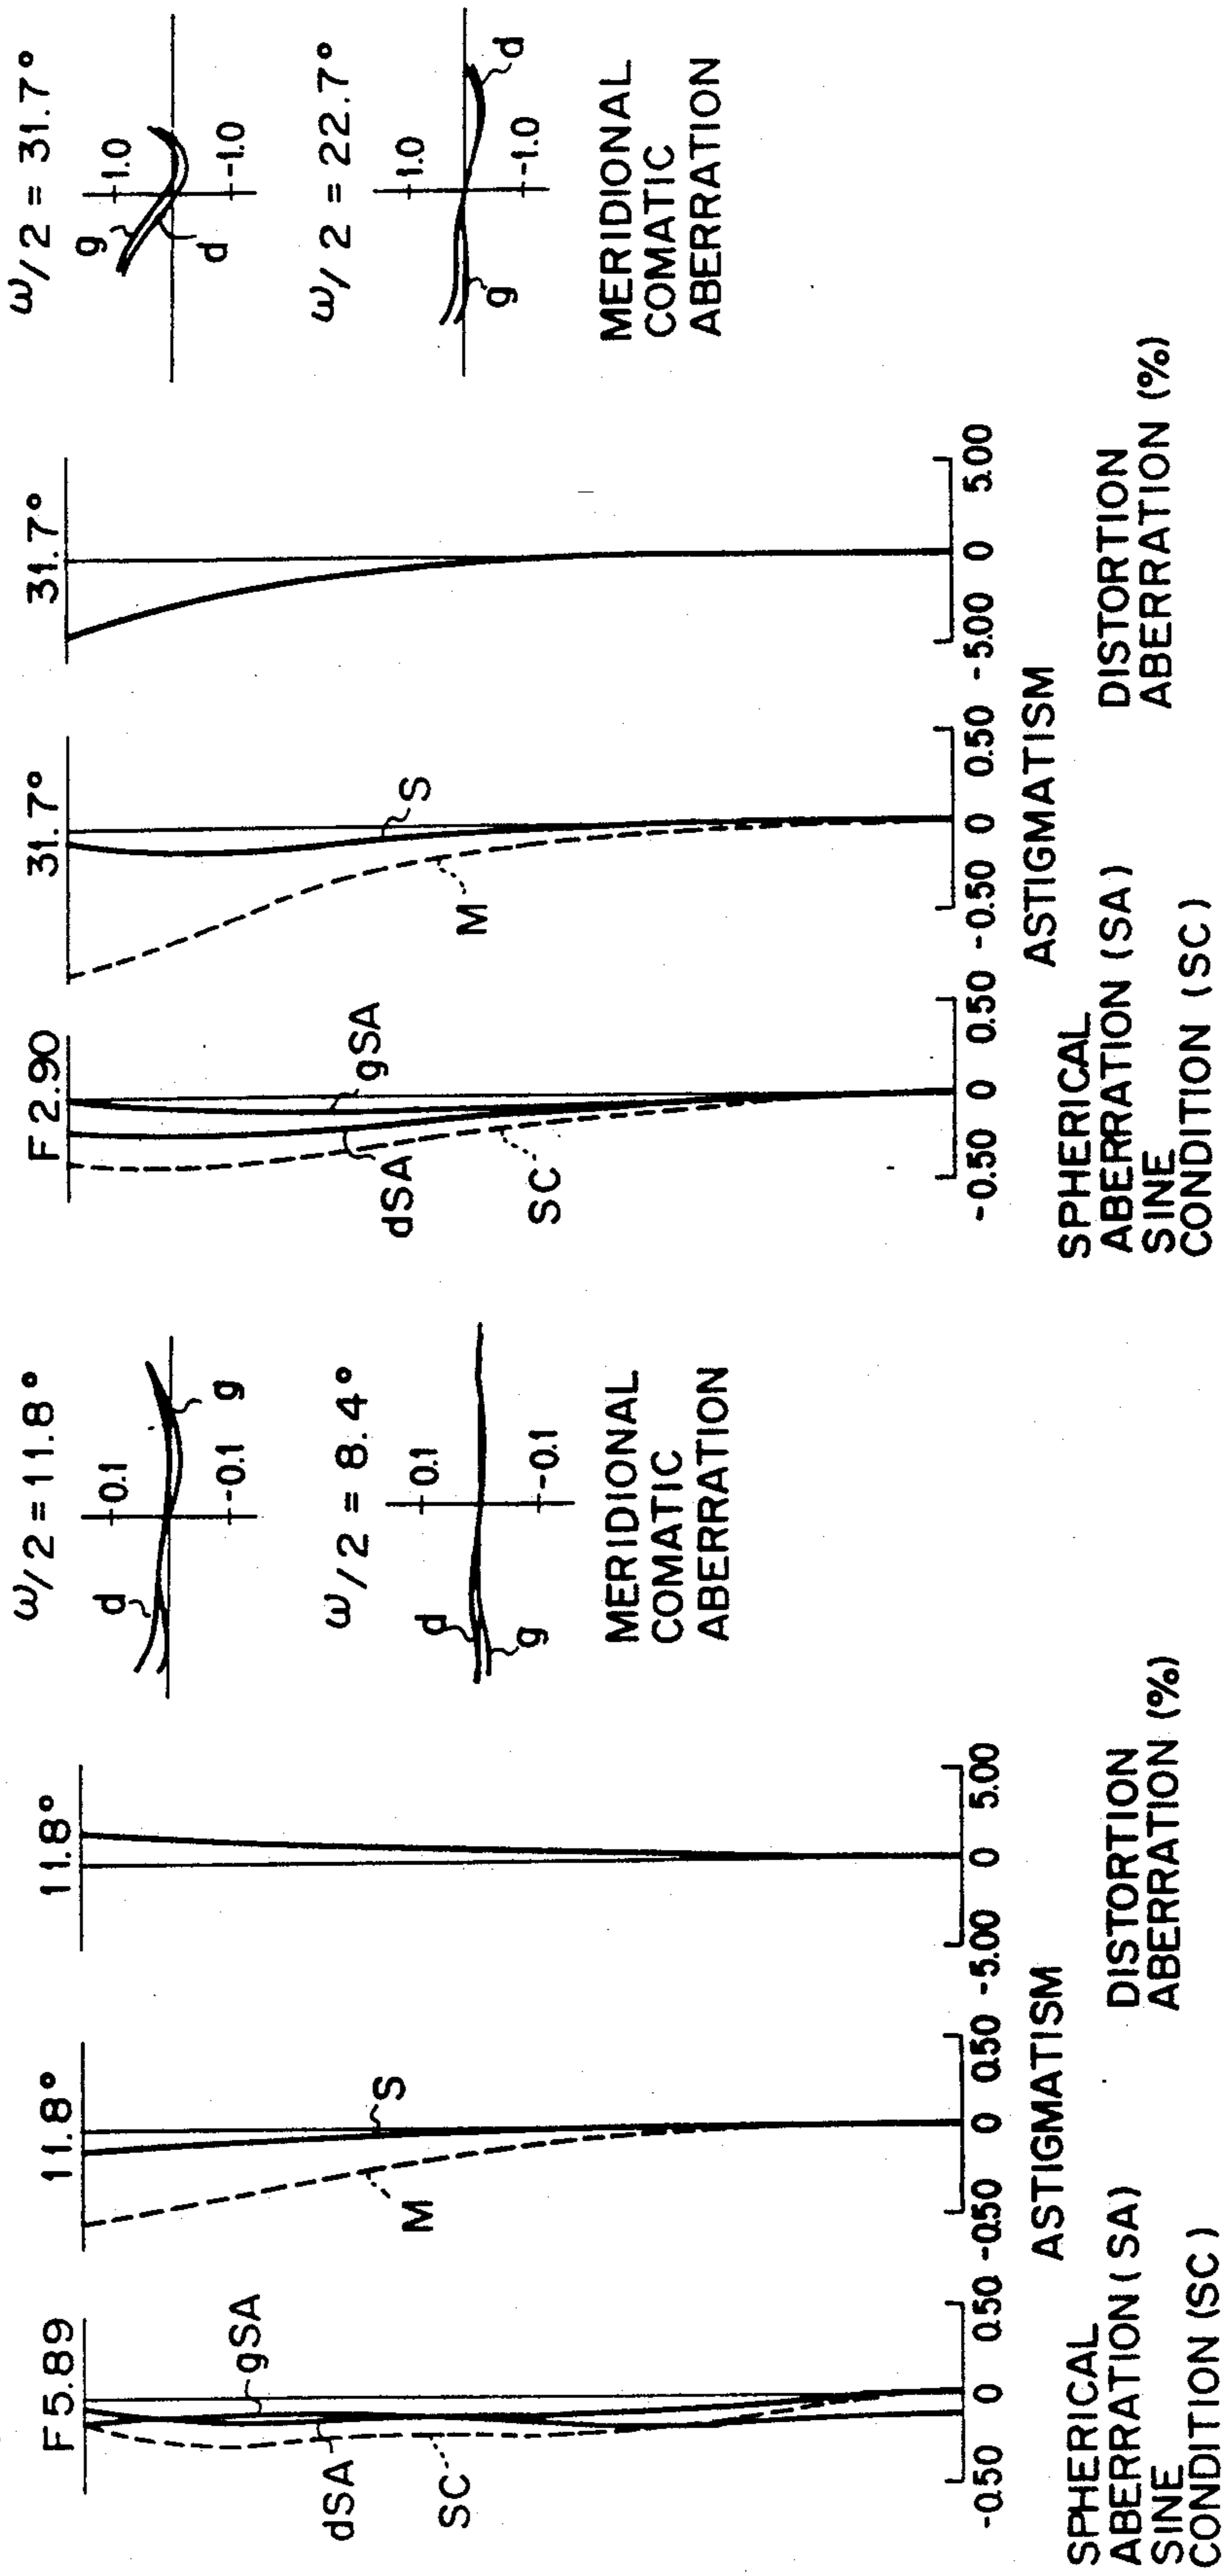 F 5.89
gSA
dSA
SC
-0.50 0 0.50
SPHERICAL
ABERRATION (SA)
SINE
CONDITION (SC)
11.8°
S
M
-0.50 0 0.50
ASTIGMATISM
11.8°
-5.00 0 5.00
DISTORTION
ABERRATION (%)
ω/2 = 11.8°
0.1
d
g
-0.1
ω/2 = 8.4°
0.1
d
g
-0.1
MERIDIONAL
COMATIC
ABERRATION
F 2.90
gSA
dSA
SC
-0.50 0 0.50
SPHERICAL
ABERRATION (SA)
SINE
CONDITION (SC)
31.7°
S
M
-0.50 0 0.50
ASTIGMATISM
31.7°
-5.00 0 5.00
DISTORTION
ABERRATION (%)
ω/2 = 31.7°
g
1.0
d
-1.0
ω/2 = 22.7°
1.0
d
g
-1.0
MERIDIONAL
COMATIC
ABERRATION